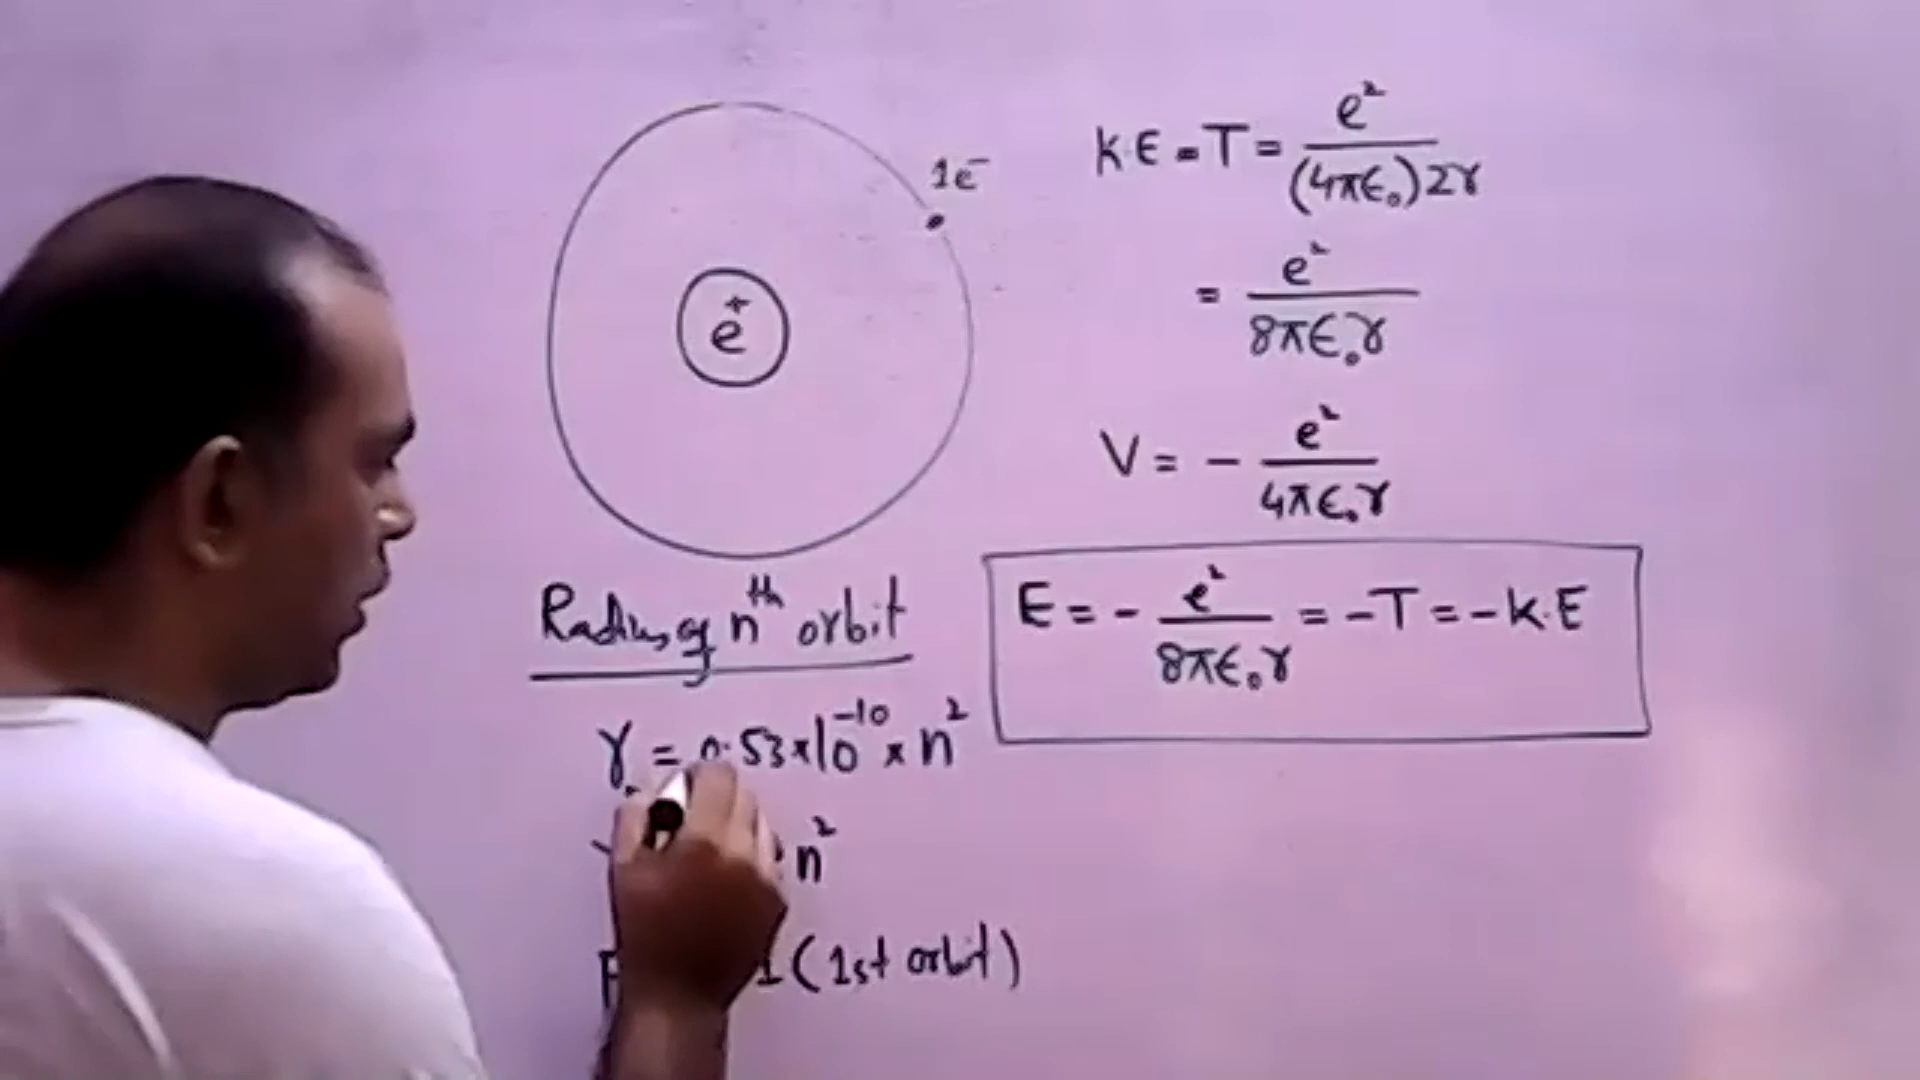 1e⁻
e⁺
K.E = T = e² / (4πϵ₀)2r
= e² / 8πϵ₀r
V = - e² / 4πϵ₀r
E = - e² / 8πϵ₀r = -T = -K.E
Radius of nᵗʰ orbit
r = 0.53×10⁻¹⁰ × n²
n²
1 (1st orbit)